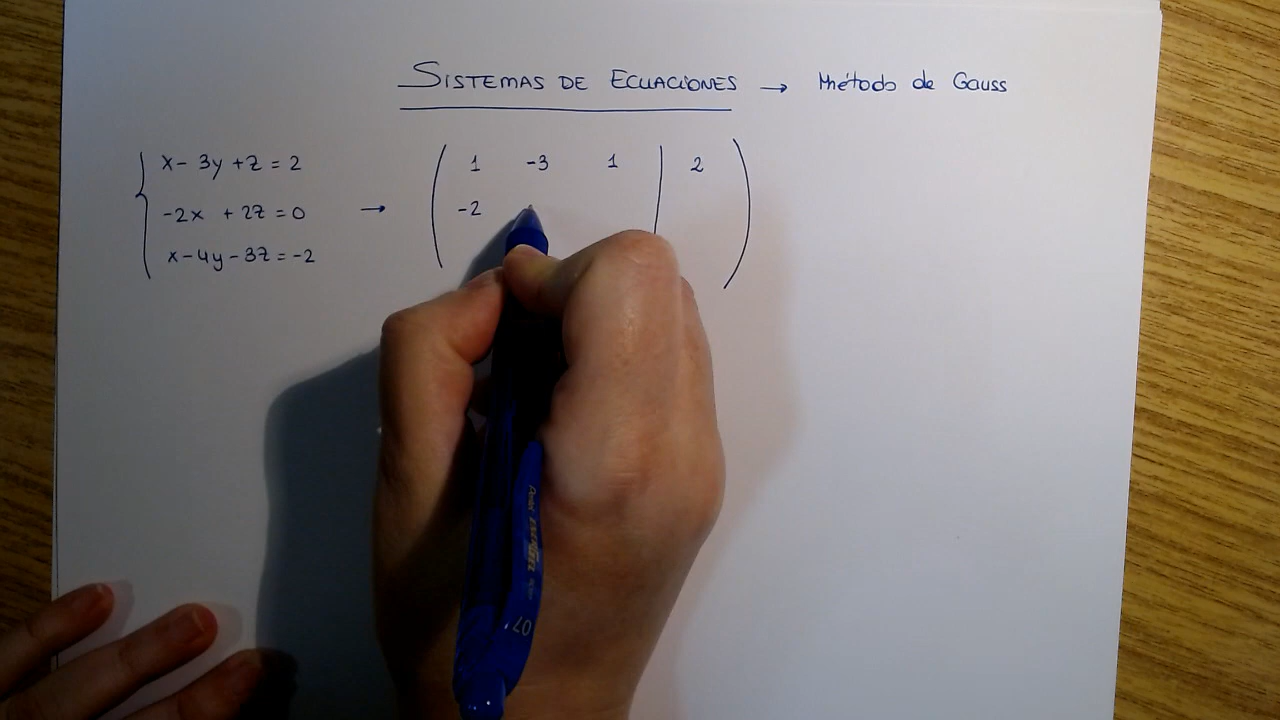 SISTEMAS DE ECUACIONES → Método de Gauss
x - 3y + z = 2
-2x + 2z = 0 →
x - 4y - 3z = -2
1 -3 1 | 2
-2
07